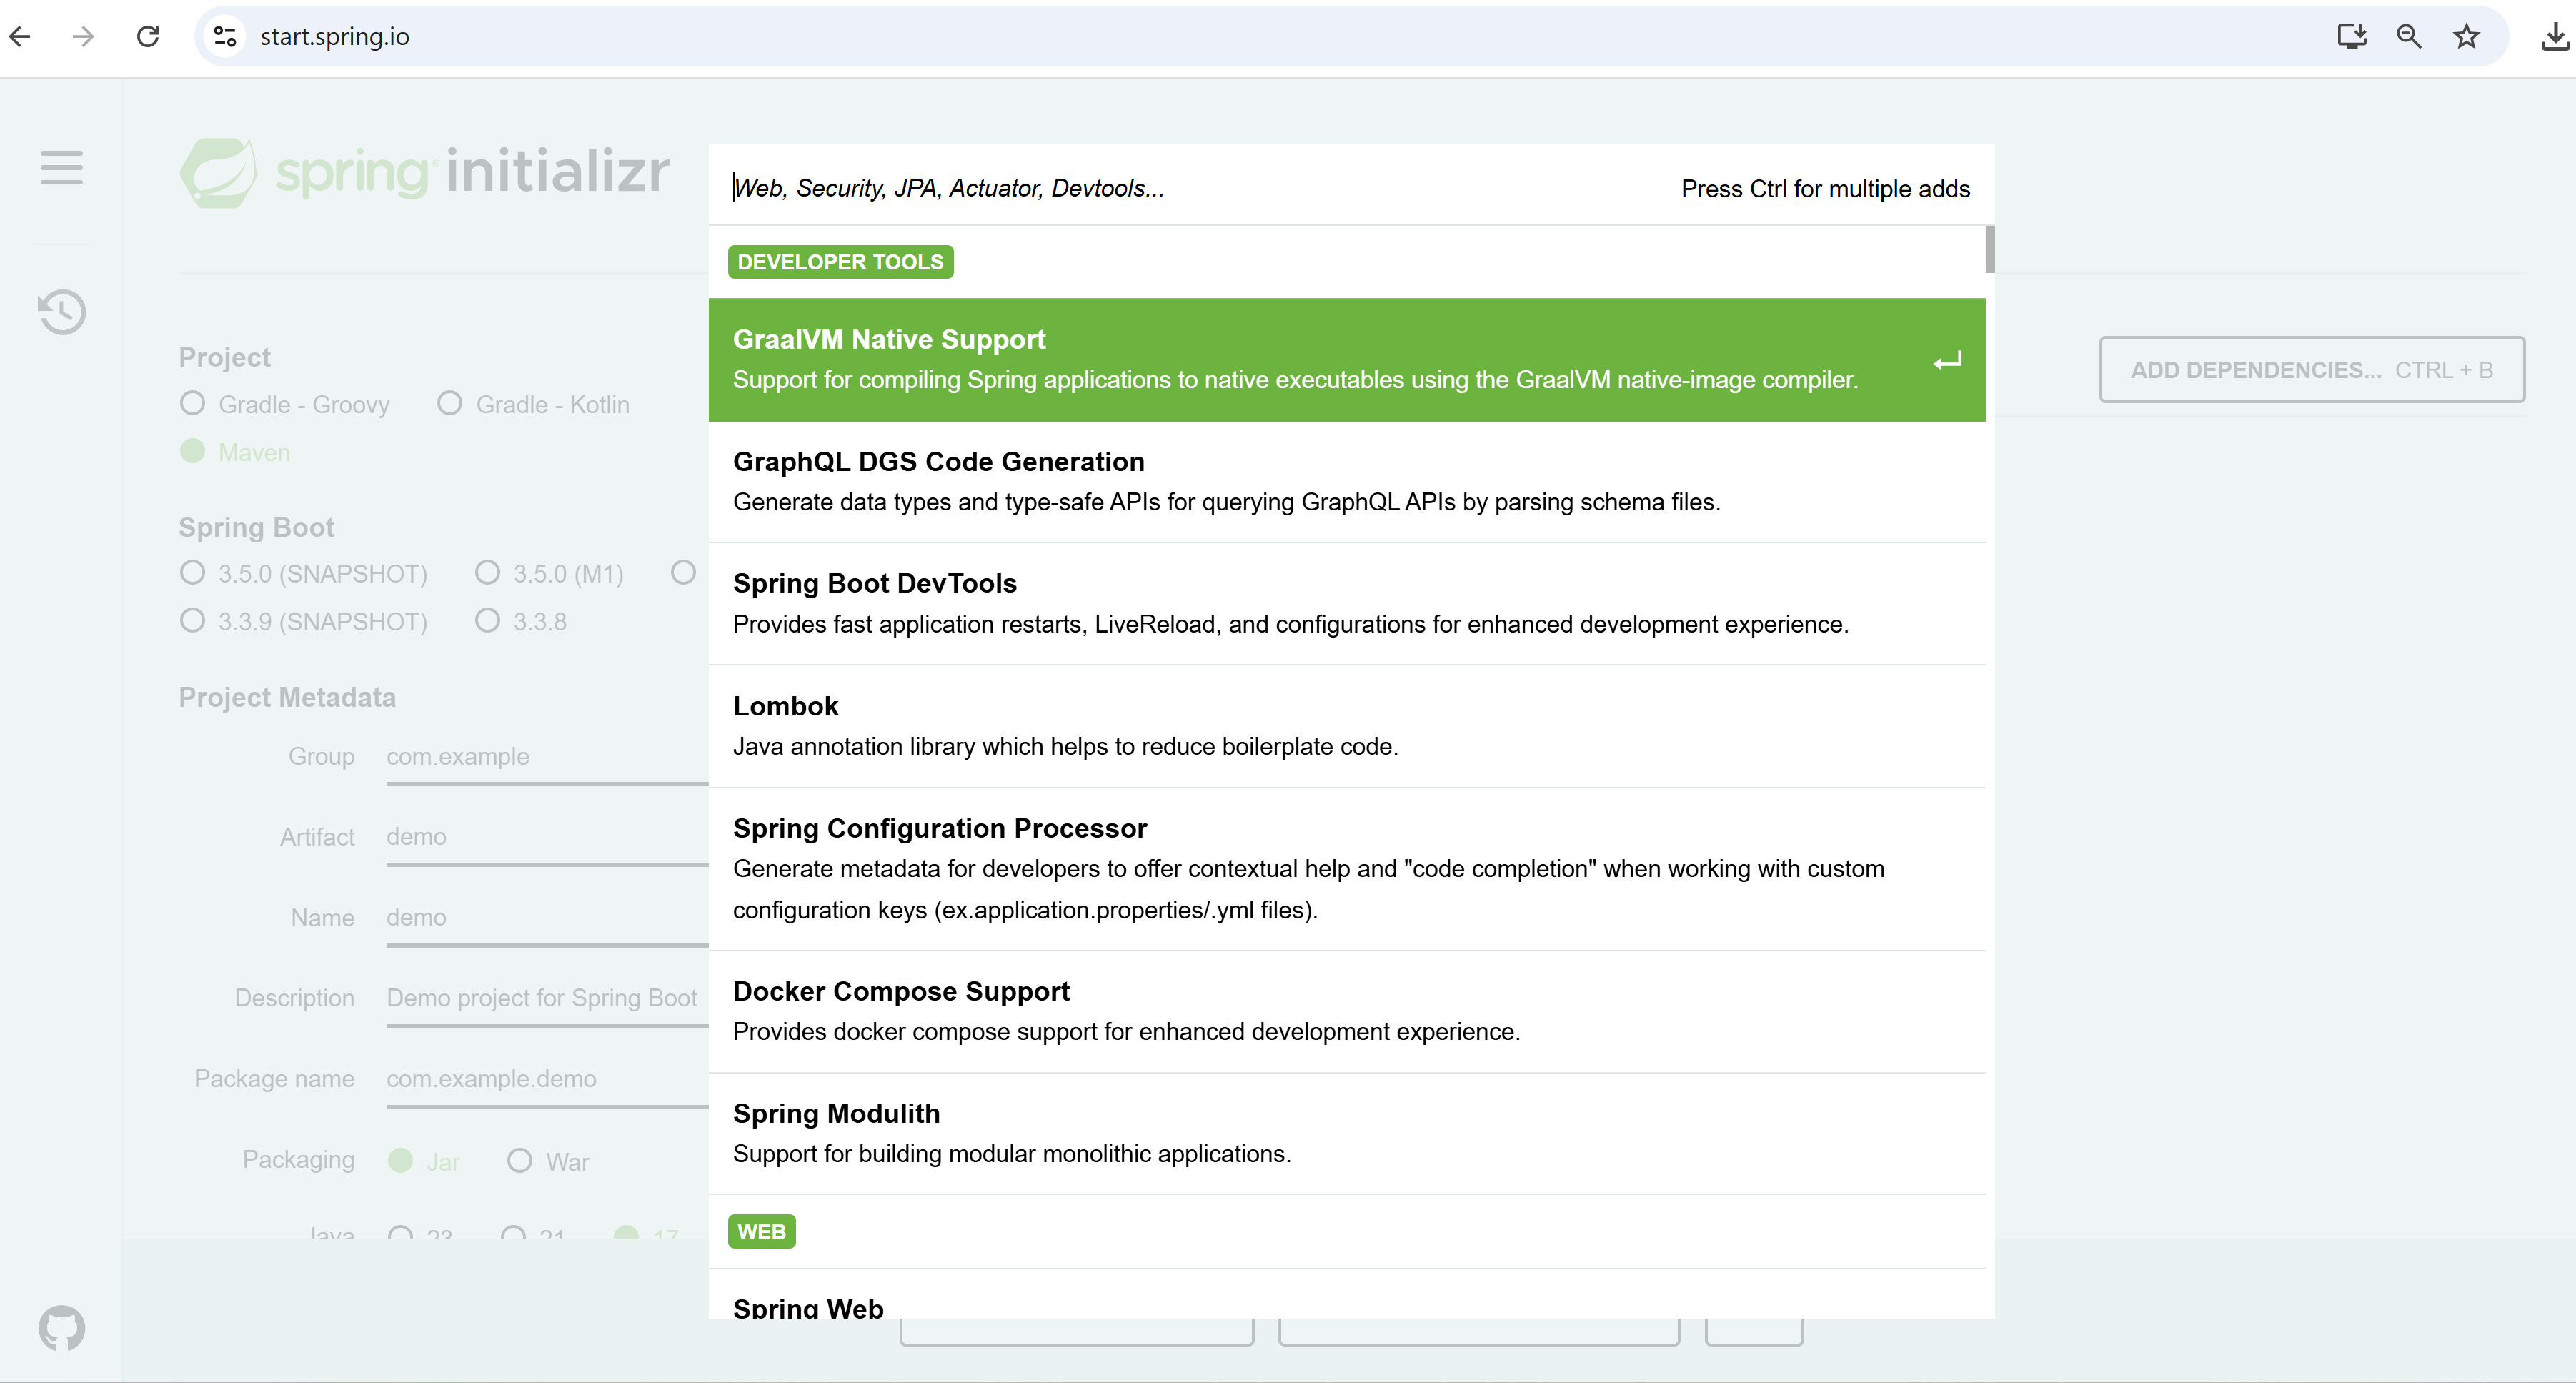 start.spring.io
spring initializr
Web, Security, JPA, Actuator, Devtools...
Press Ctrl for multiple adds
DEVELOPER TOOLS
GraalVM Native Support
Support for compiling Spring applications to native executables using the GraalVM native-image compiler.
GraphQL DGS Code Generation
Generate data types and type-safe APIs for querying GraphQL APIs by parsing schema files.
Spring Boot DevTools
Provides fast application restarts, LiveReload, and configurations for enhanced development experience.
Lombok
Java annotation library which helps to reduce boilerplate code.
Spring Configuration Processor
Generate metadata for developers to offer contextual help and "code completion" when working with custom
configuration keys (ex.application.properties/.yml files).
Docker Compose Support
Provides docker compose support for enhanced development experience.
Spring Modulith
Support for building modular monolithic applications.
WEB
Spring Web
Project
Gradle - Groovy Gradle - Kotlin
Maven
Spring Boot
3.5.0 (SNAPSHOT) 3.5.0 (M1)
3.3.9 (SNAPSHOT) 3.3.8
Project Metadata
Group com.example
Artifact demo
Name demo
Description Demo project for Spring Boot
Package name com.example.demo
Packaging Jar War
Java 23 21 17
ADD DEPENDENCIES... CTRL + B